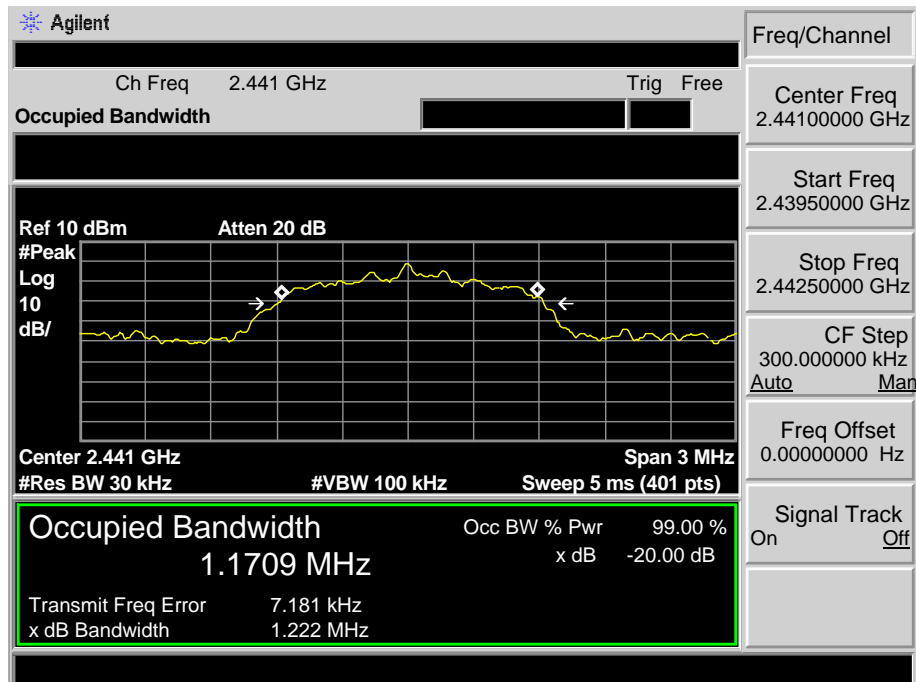 Agilent
Freq/Channel
Ch Freq 2.441 GHz Trig Free
Occupied Bandwidth
Center Freq
2.44100000 GHz
Start Freq
2.43950000 GHz
Stop Freq
2.44250000 GHz
CF Step
300.000000 kHz
Auto Man
Freq Offset
0.00000000 Hz
Signal Track
On Off
Ref 10 dBm Atten 20 dB
#Peak
Log
10
dB/
Center 2.441 GHz Span 3 MHz
#Res BW 30 kHz #VBW 100 kHz Sweep 5 ms (401 pts)
Occupied Bandwidth Occ BW % Pwr 99.00 %
1.1709 MHz x dB -20.00 dB
Transmit Freq Error 7.181 kHz
x dB Bandwidth 1.222 MHz